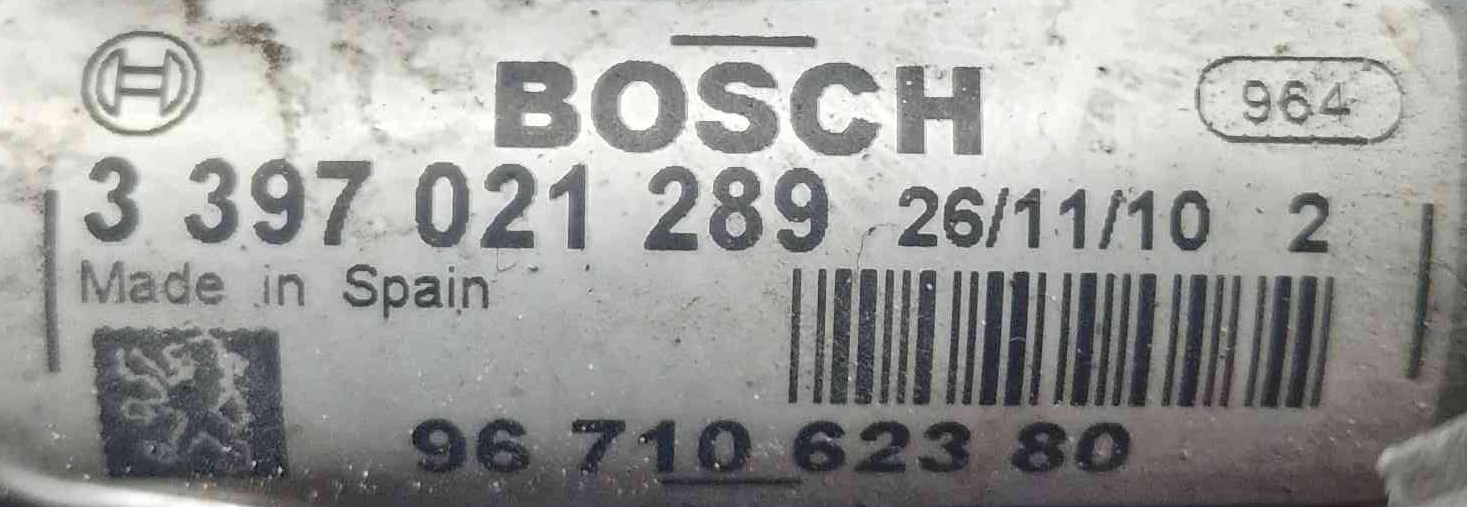 BOSCH 964
3 397 021 289 26/11/10 2
Made in Spain
96 710 623 80